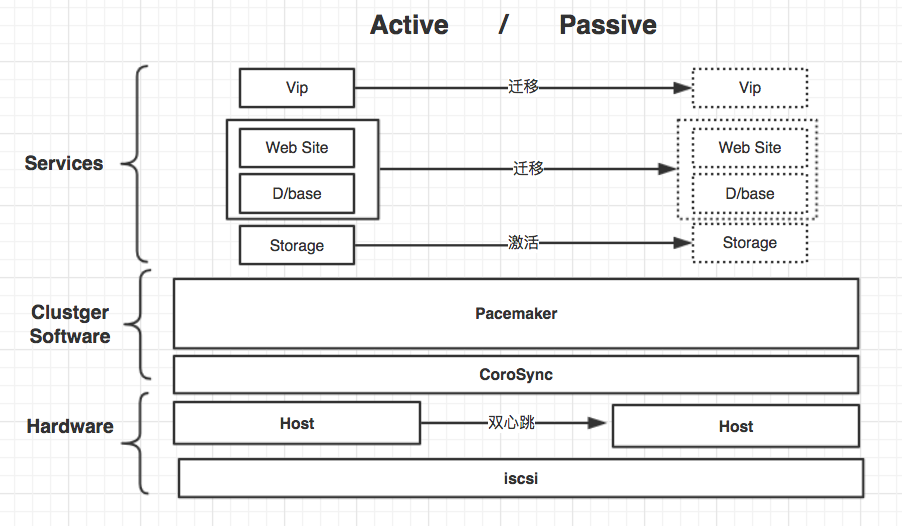 Active / Passive
Vip 迁移 Vip
Services
Web Site
D/base
迁移
Web Site
D/base
Storage 激活 Storage
Clustger
Software
Pacemaker
CoroSync
Hardware
Host 双心跳 Host
iscsi